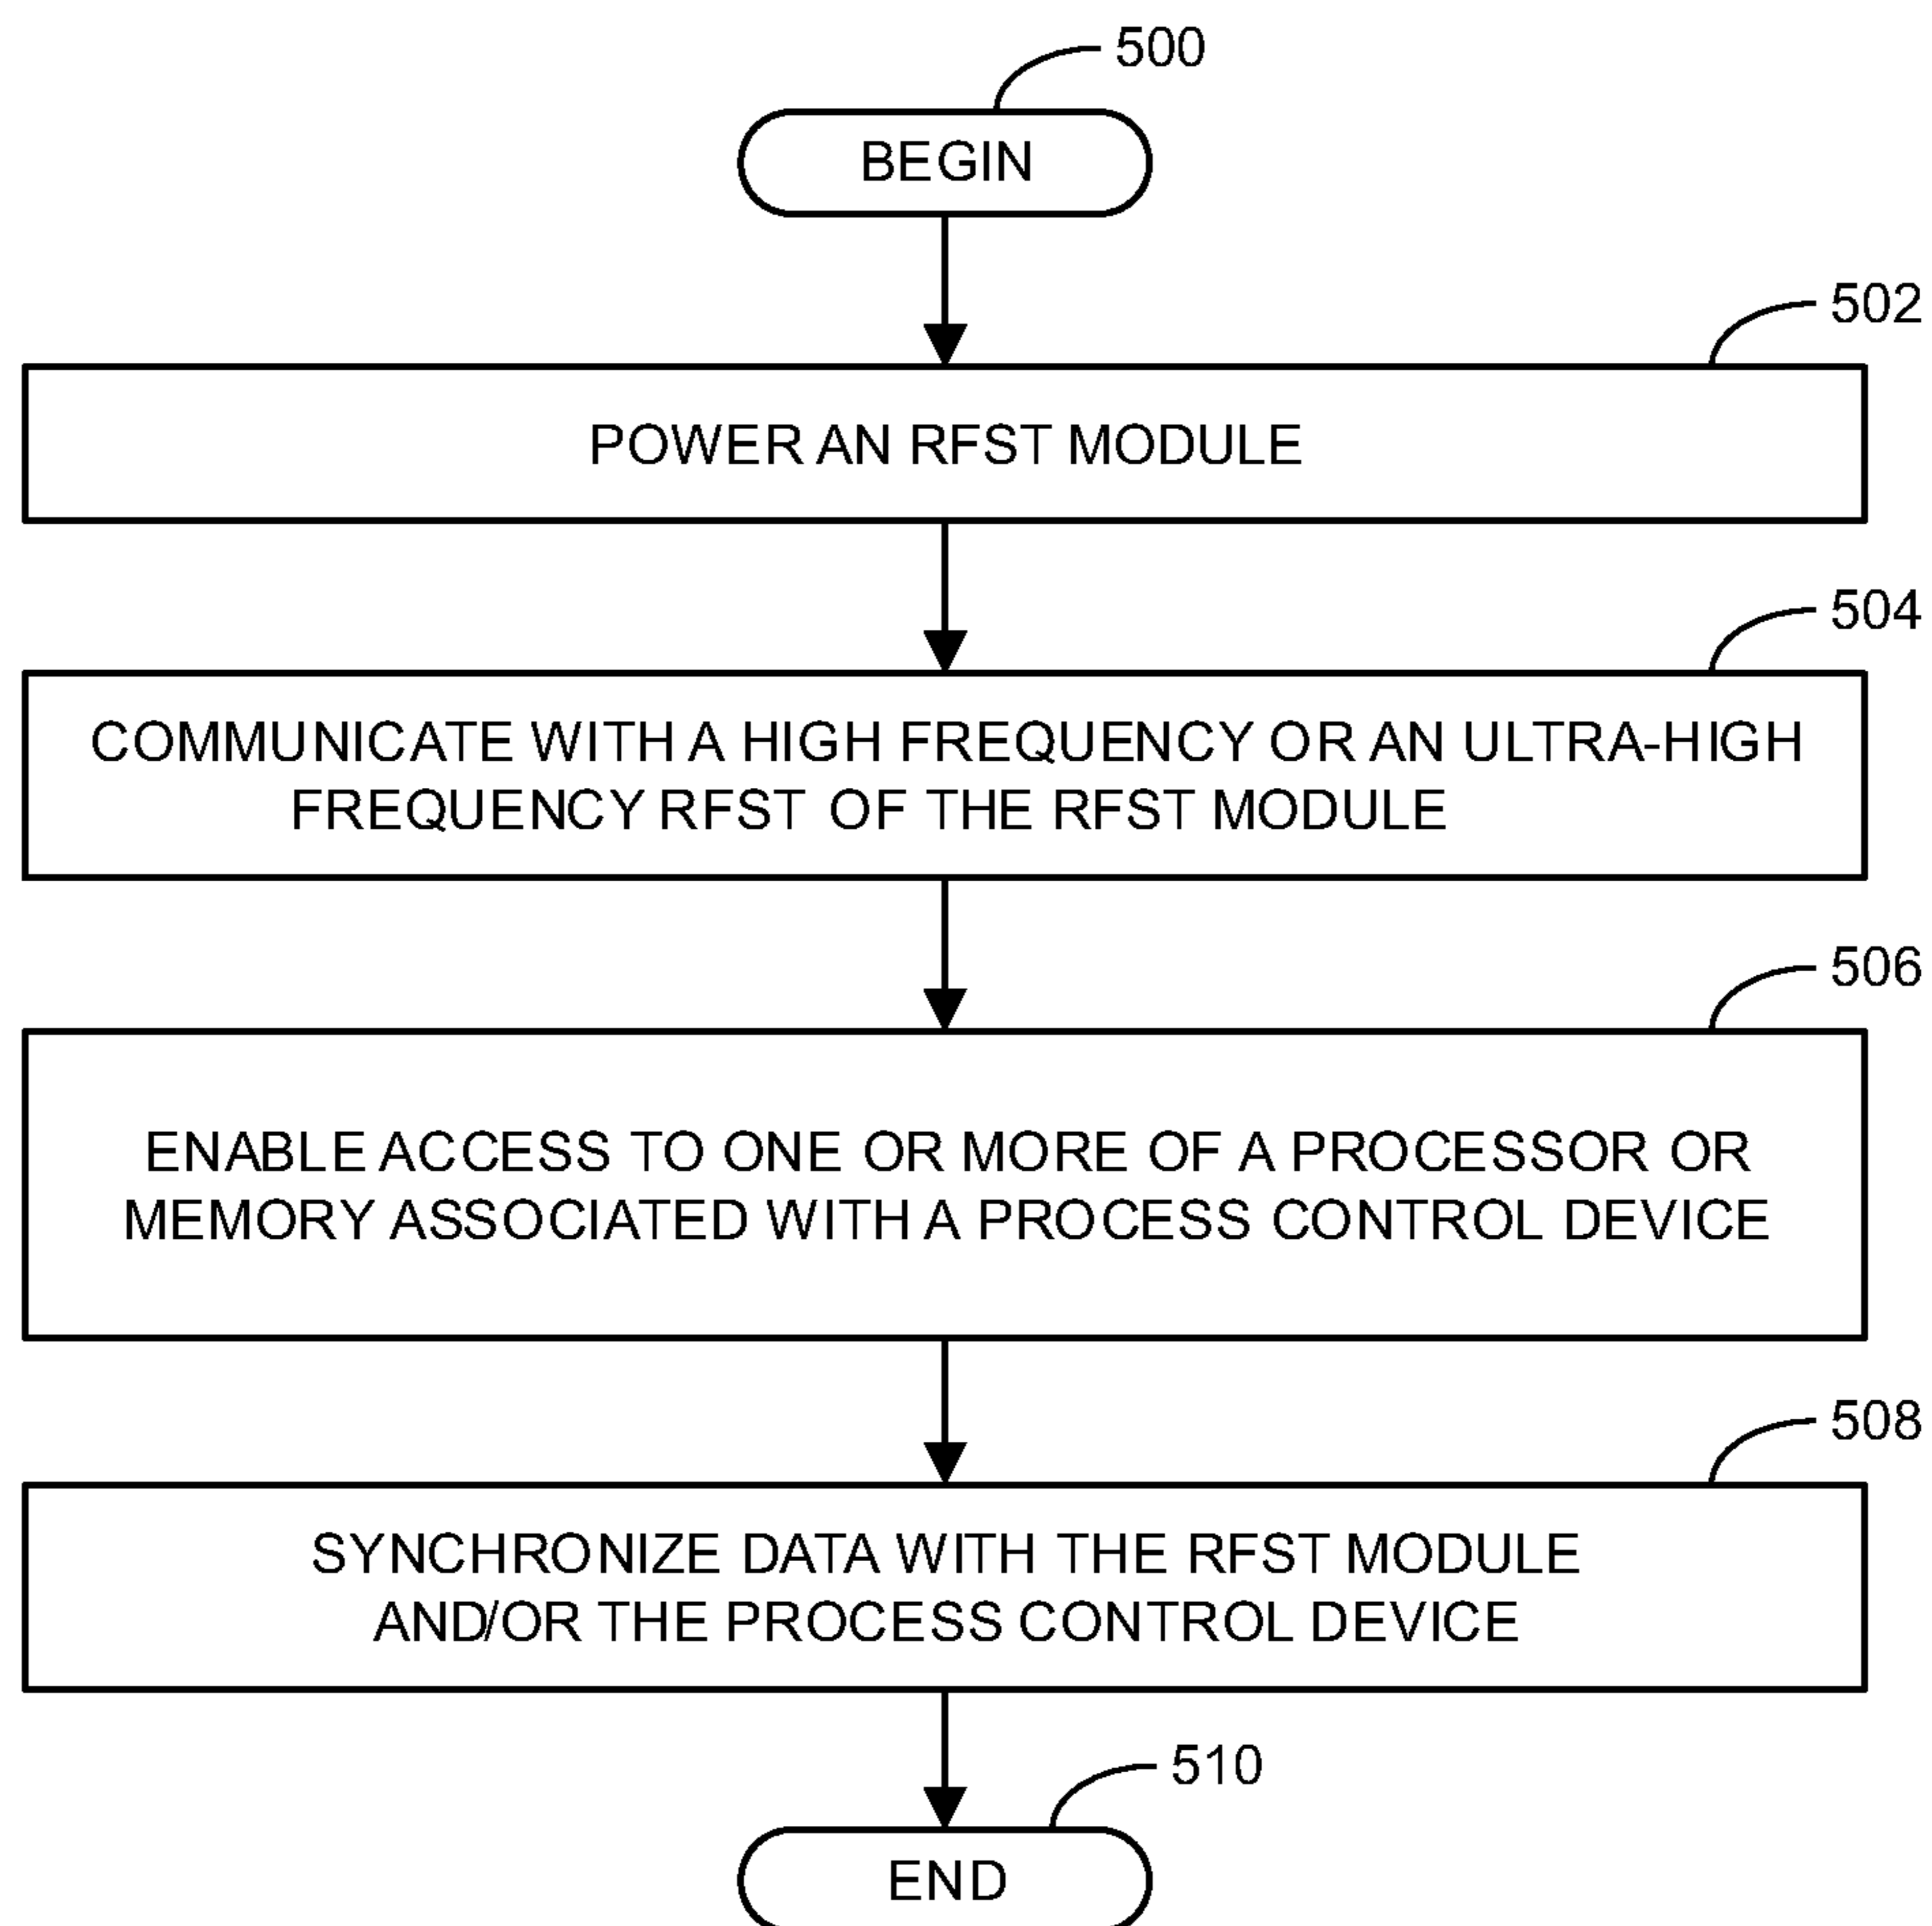 500
BEGIN
502
POWER AN RFST MODULE
504
COMMUNICATE WITH A HIGH FREQUENCY OR AN ULTRA-HIGH
FREQUENCY RFST OF THE RFST MODULE
506
ENABLE ACCESS TO ONE OR MORE OF A PROCESSOR OR
MEMORY ASSOCIATED WITH A PROCESS CONTROL DEVICE
508
SYNCHRONIZE DATA WITH THE RFST MODULE
AND/OR THE PROCESS CONTROL DEVICE
510
END